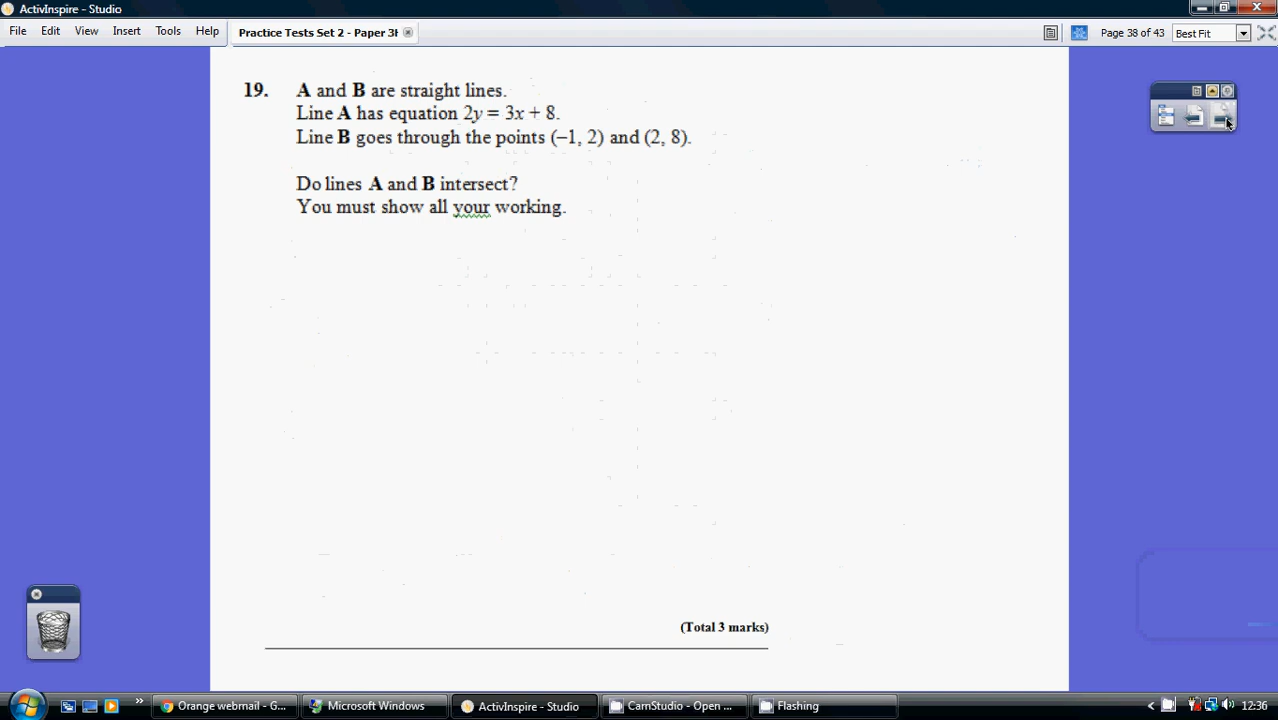 ActivInspire - Studio
File Edit View Insert Tools Help
Practice Tests Set 2 - Paper 3H
Page 38 of 43
Best Fit
19. A and B are straight lines.
Line A has equation 2y = 3x + 8.
Line B goes through the points (−1, 2) and (2, 8).
Do lines A and B intersect?
You must show all your working.
(Total 3 marks)
Orange webmail - G...
Microsoft Windows
ActivInspire - Studio
CamStudio - Open ...
Flashing
12:36